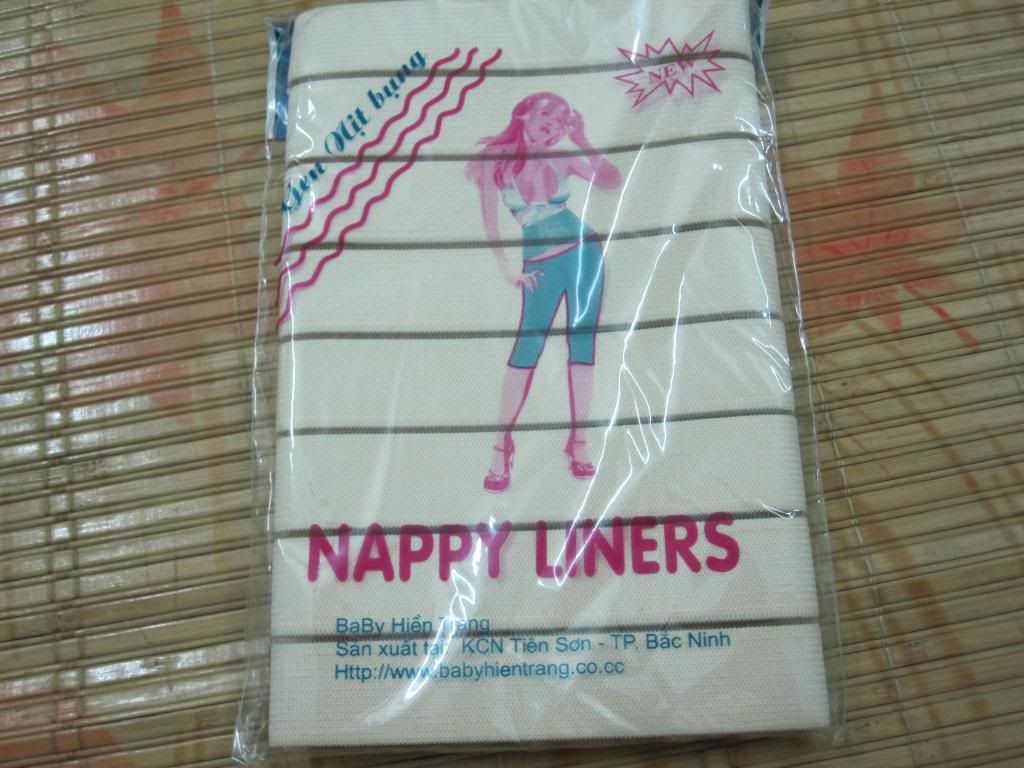 Gen Nịt bụng
NEW
NAPPY LINERS
BaBy Hiền Trang
Sản xuất tại: KCN Tiên Sơn - TP. Bắc Ninh
Http://www.babyhientrang.co.cc